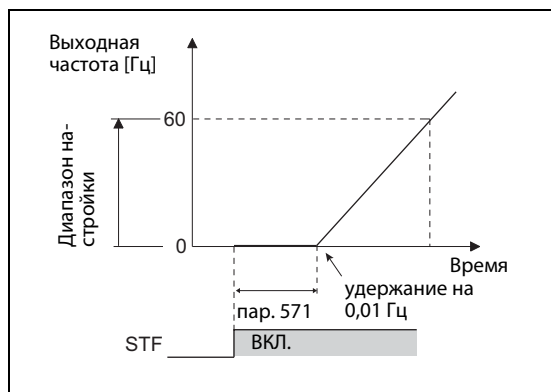 Выходная
частота [Гц]
Диапазон на-
стройки
60
0
Время
удержание на
0,01 Гц
пар. 571
STF
ВКЛ.